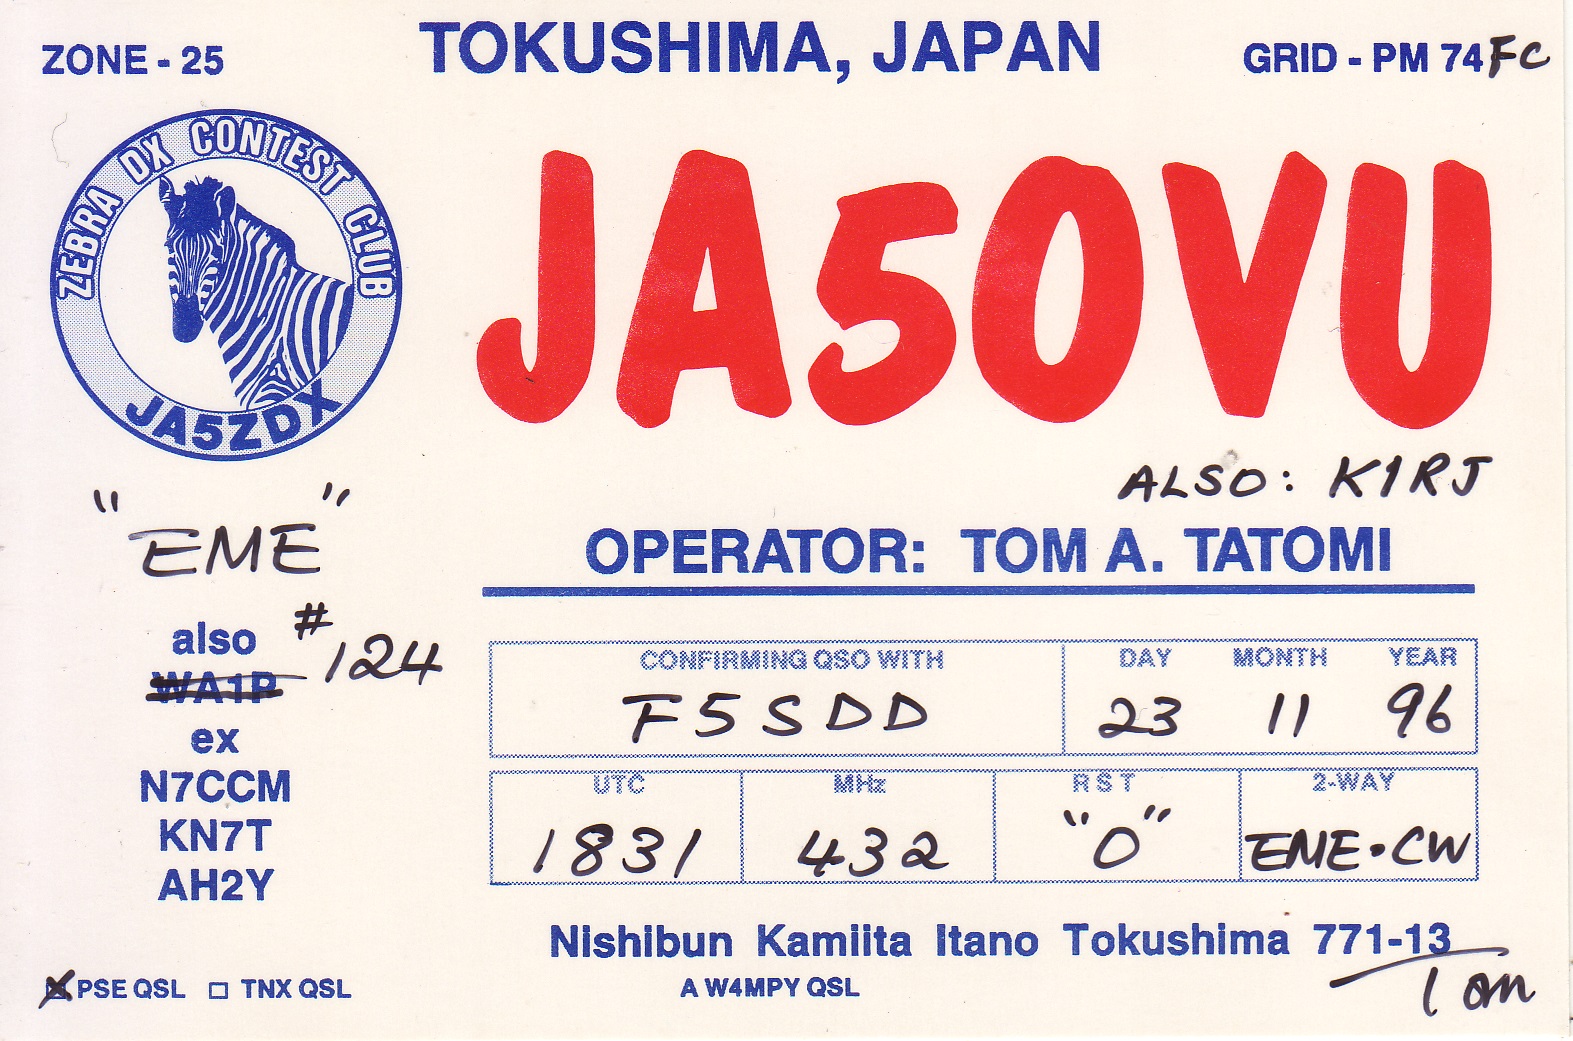 ZONE - 25
TOKUSHIMA, JAPAN
GRID - PM 74 FC
ZEBRA DX CONTEST CLUB
JA5ZDX
JA5OVU
ALSO: K1RJ
"EME"
OPERATOR: TOM A. TATOMI
also
#124
WA1P
ex
N7CCM
KN7T
AH2Y
CONFIRMING QSO WITH
DAY MONTH YEAR
F5SDD
23 11 96
UTC MHz RST 2-WAY
1831 432 "O" EME·CW
Nishibun Kamiita Itano Tokushima 771-13
PSE QSL TNX QSL
A W4MPY QSL
Tom